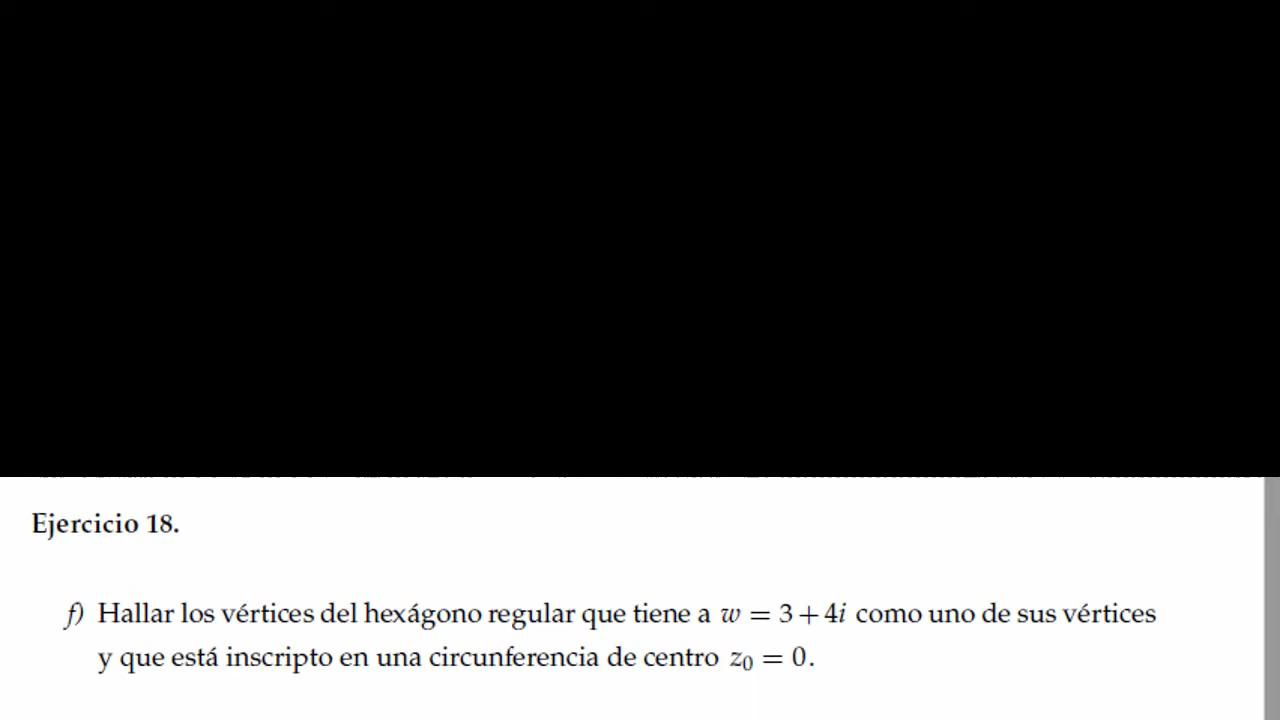 Ejercicio 18.
f) Hallar los vértices del hexágono regular que tiene a w = 3 + 4i como uno de sus vértices
y que está inscripto en una circunferencia de centro z₀ = 0.